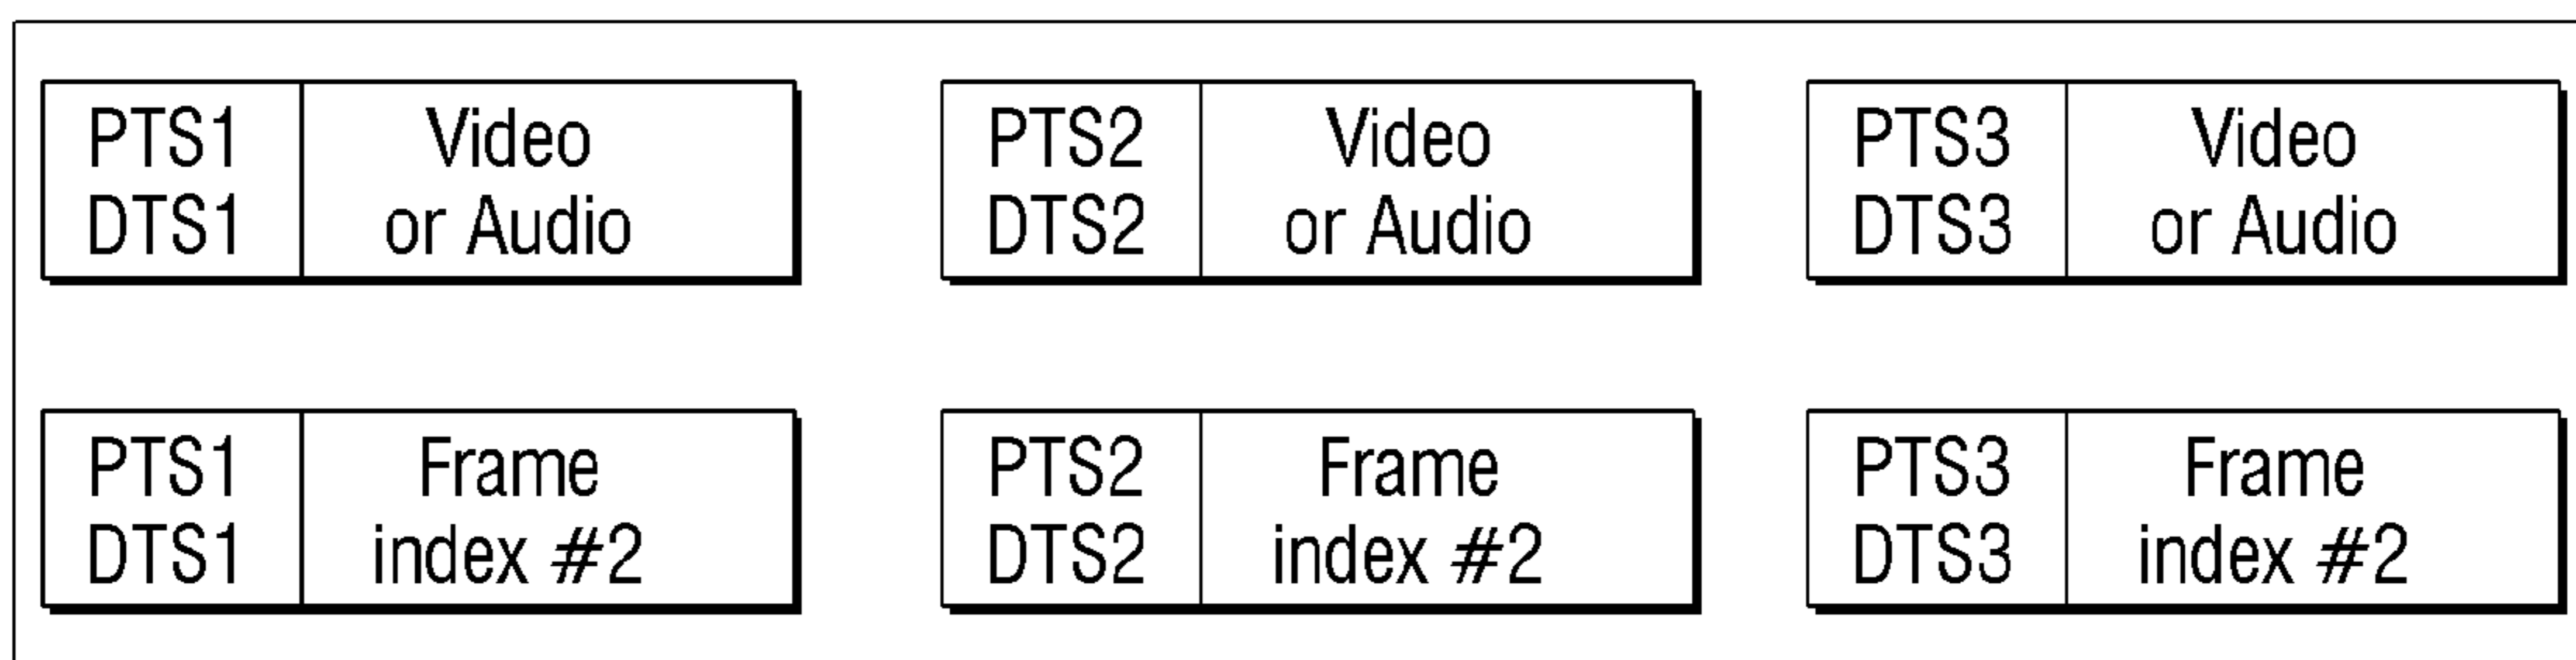 PTS1 Video PTS2 Video PTS3 Video
DTS1 or Audio DTS2 or Audio DTS3 or Audio
PTS1 Frame PTS2 Frame PTS3 Frame
DTS1 index #2 DTS2 index #2 DTS3 index #2